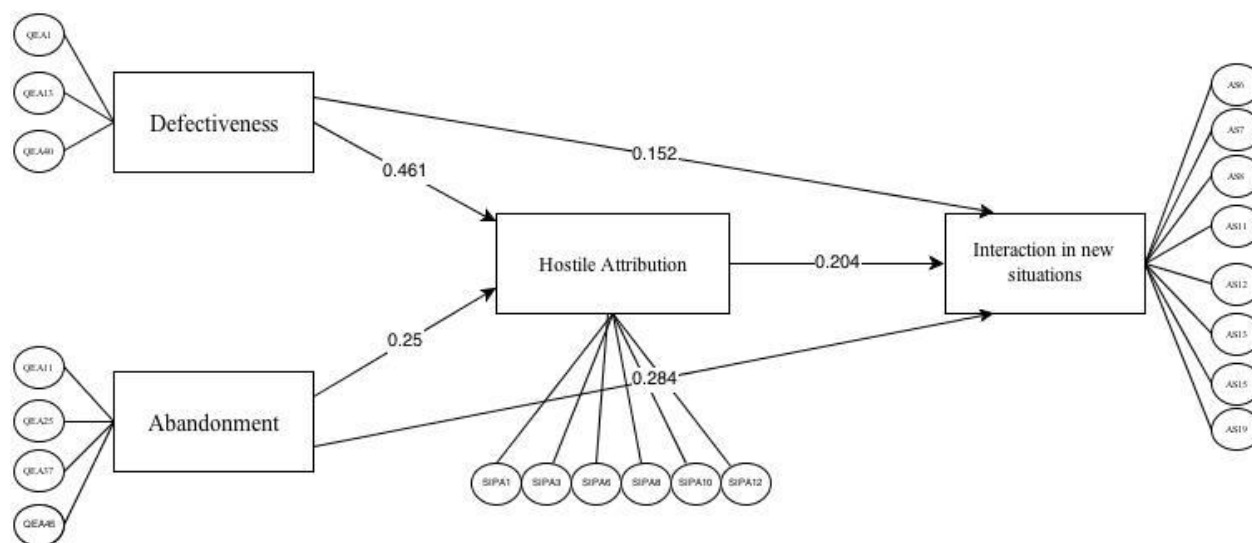 QEA1
QEA13
QEA40
Defectiveness
0.152
0.461
Hostile Attribution
0.204
Interaction in new
situations
0.25
0.284
QEA11
QEA25
QEA37
QEA46
Abandonment
SIPA1
SIPA3
SIPA6
SIPA8
SIPA10
SIPA12
AS6
AS7
AS8
AS11
AS12
AS13
AS15
AS19